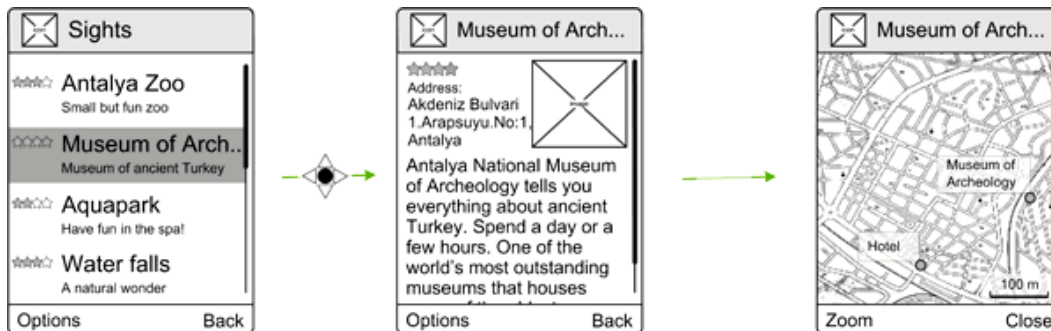 Sights
Antalya Zoo
Small but fun zoo
Museum of Arch..
Museum of ancient Turkey
Aquapark
Have fun in the spa!
Water falls
A natural wonder
Options Back
Museum of Arch...
Address:
Akdeniz Bulvari
1.Arapsuyu.No:1,
Antalya
image
Antalya National Museum
of Archeology tells you
everything about ancient
Turkey. Spend a day or a
few hours. One of the
world's most outstanding
museums that houses
Options Back
Museum of Arch...
Museum of
Archeology
Hotel
100 m
Zoom Close